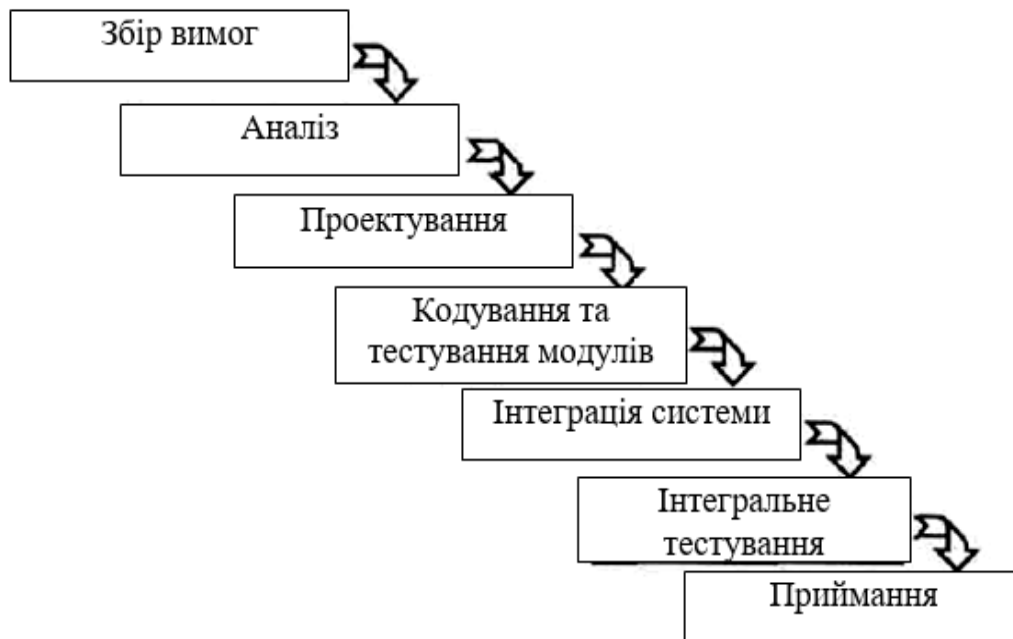 Збір вимог
Аналіз
Проектування
Кодування та
тестування модулів
Інтеграція системи
Інтегральне
тестування
Приймання